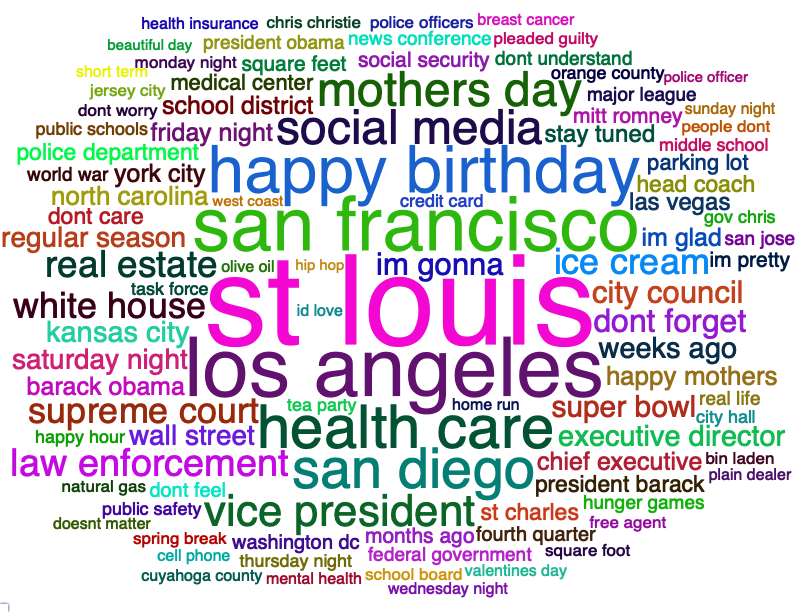 health insurance chris christie police officers breast cancer
beautiful day president obama news conference pleaded guilty
monday night square feet social security dont understand
short term medical center mothers day orange county police officer
jersey city school district major league
dont worry social media mitt romney sunday night
public schools friday night stay tuned people dont
police department middle school
world war york city happy birthday parking lot
north carolina west coast credit card head coach
dont care las vegas
regular season san francisco gov chris
im glad san jose
real estate olive oil hip hop im gonna ice cream im pretty
task force st louis city council
white house id love dont forget
kansas city weeks ago
saturday night los angeles happy mothers
barack obama real life
supreme court tea party home run super bowl city hall
happy hour wall street health care executive director
law enforcement san diego chief executive bin laden
natural gas dont feel president barack plain dealer
public safety vice president st charles hunger games
doesnt matter free agent
spring break washington dc months ago fourth quarter
cell phone thursday night federal government square foot
cuyahoga county mental health school board valentines day
wednesday night